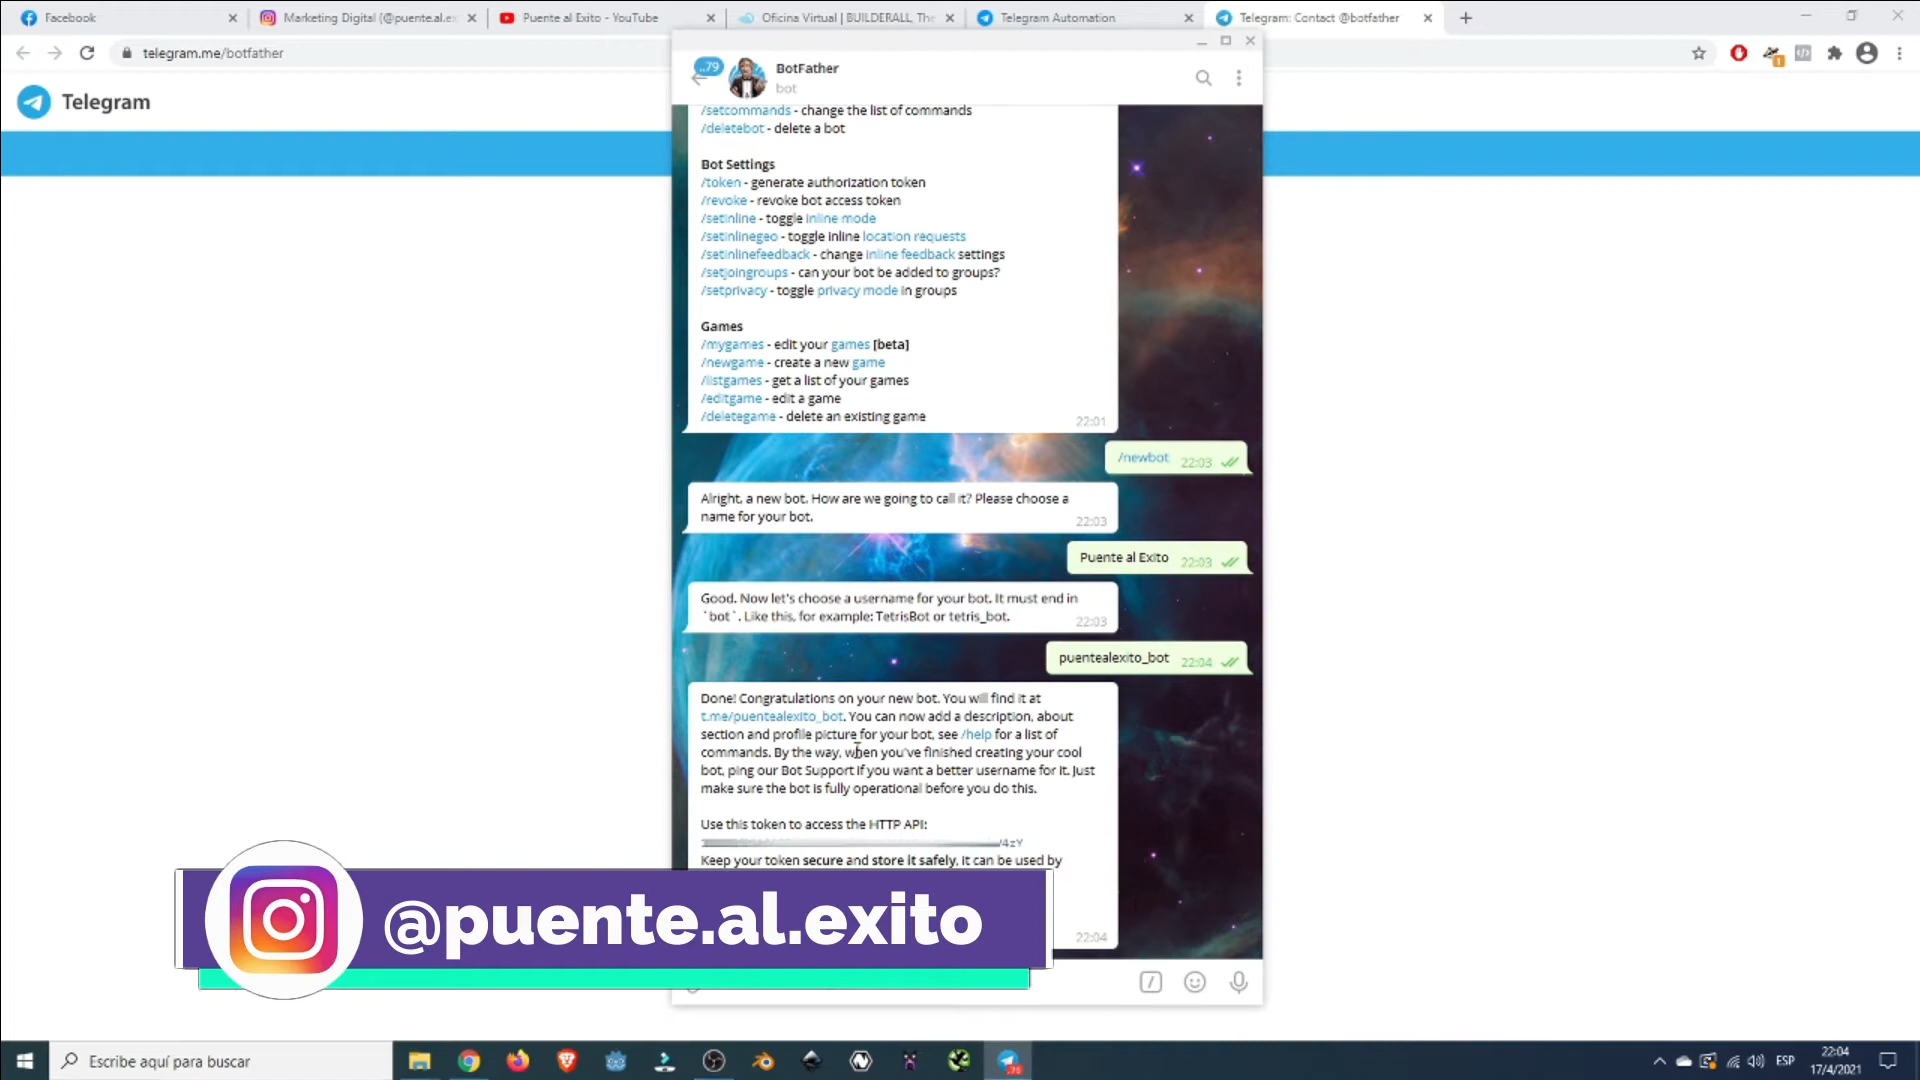 Facebook
Marketing Digital (@puente.al.ex
Puente al Exito - YouTube
Oficina Virtual | BUILDERALL, The
Telegram Automation
Telegram: Contact @botfather
telegram.me/botfather
1
Telegram
..79
BotFather
bot
/setcommands - change the list of commands
/deletebot - delete a bot
Bot Settings
/token - generate authorization token
/revoke - revoke bot access token
/setinline - toggle inline mode
/setinlinegeo - toggle inline location requests
/setinlinefeedback - change inline feedback settings
/setjoingroups - can your bot be added to groups?
/setprivacy - toggle privacy mode in groups
Games
/mygames - edit your games [beta]
/newgame - create a new game
/listgames - get a list of your games
/editgame - edit a game
/deletegame - delete an existing game
22:01
/newbot 22:03
Alright, a new bot. How are we going to call it? Please choose a
name for your bot.
22:03
Puente al Exito 22:03
Good. Now let's choose a username for your bot. It must end in
`bot`. Like this, for example: TetrisBot or tetris_bot.
22:03
puentealexito_bot 22:04
Done! Congratulations on your new bot. You will find it at
t.me/puentealexito_bot. You can now add a description, about
section and profile picture for your bot, see /help for a list of
commands. By the way, when you've finished creating your cool
bot, ping our Bot Support if you want a better username for it. Just
make sure the bot is fully operational before you do this.
Use this token to access the HTTP API:
/4zY
Keep your token secure and store it safely, it can be used by
22:04
@puente.al.exito
Escribe aquí para buscar
ESP
22:04
17/4/2021